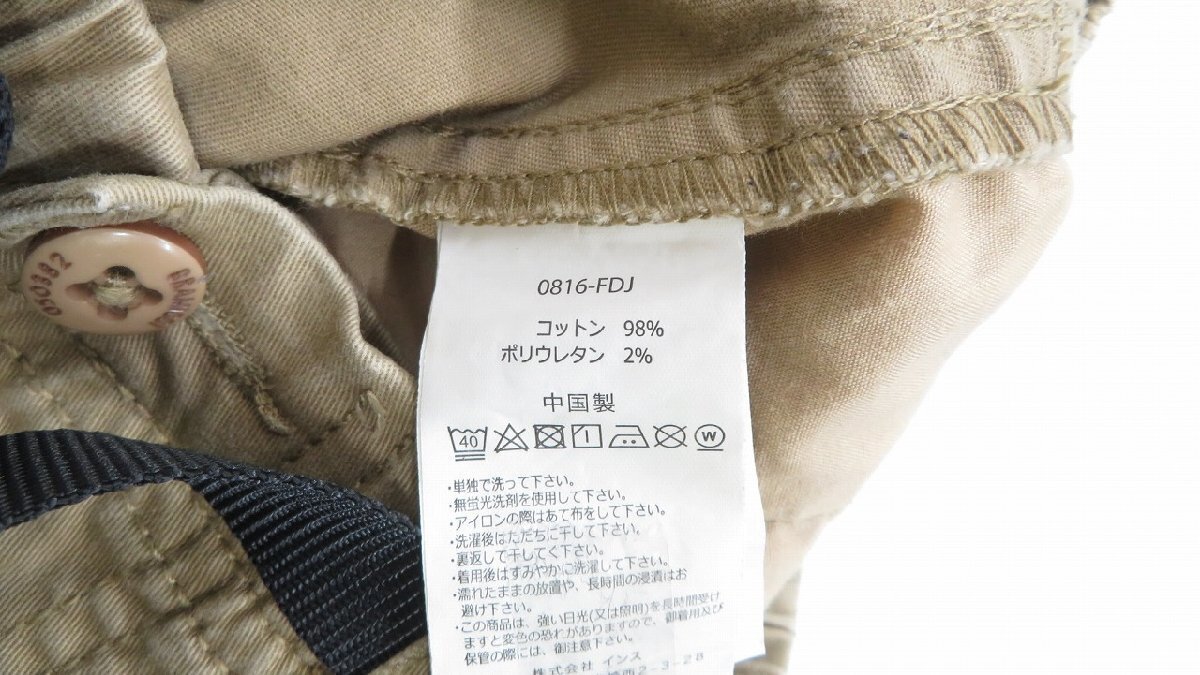 0816-FDJ
コットン 98%
ポリウレタン 2%
中国製
40
W
・単独で洗って下さい。
・無蛍光洗剤を使用して下さい。
・アイロンの際はあて布をして下さい。
・洗濯後はただちに干して下さい。
・裏返して干してく下さい。
・着用後はすみやかに洗濯して下さい。
・濡れたままの放置や、長時間の浸漬はお
避け下さい。
・この商品は、強い日光(又は照明)を長時間受け
ますと変色の恐れがありますので、御着用及び
保管の際には、御注意下さい。
株式会社 インス
西2-3-28